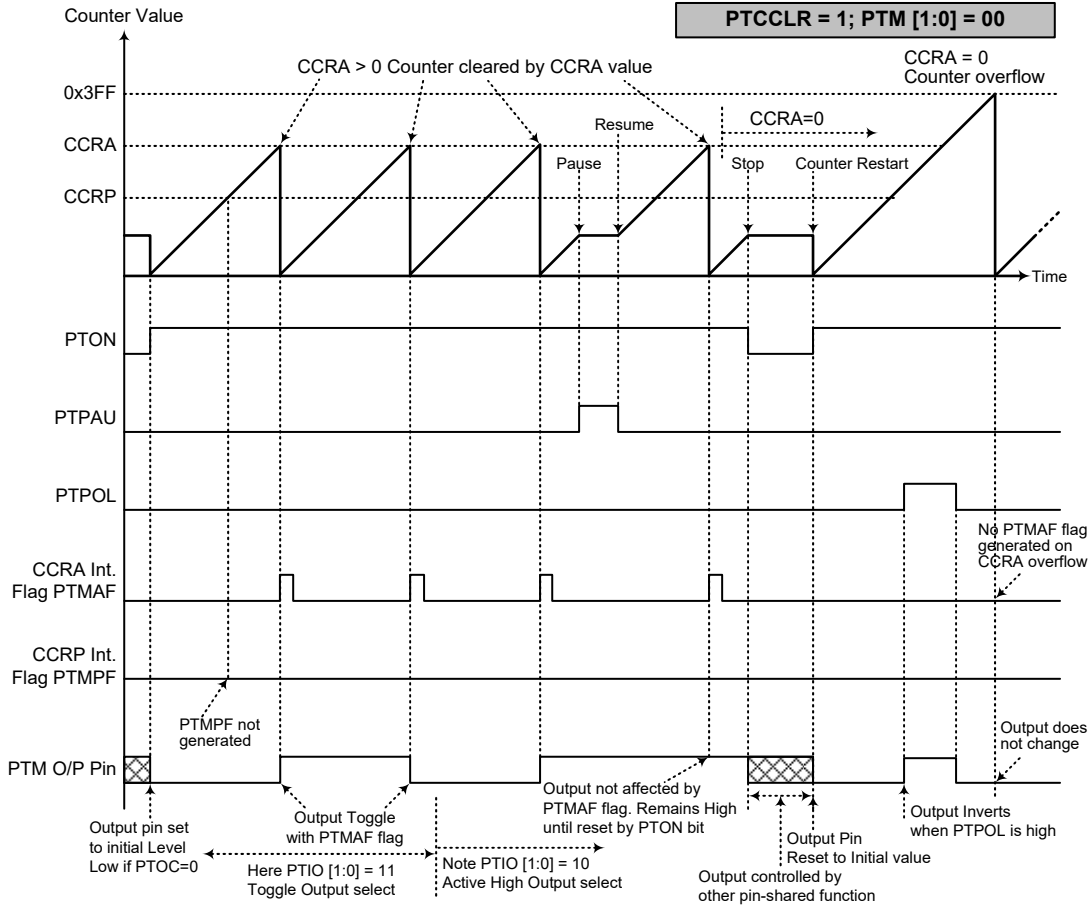 Counter Value
PTCCLR = 1; PTM [1:0] = 00
CCRA > 0 Counter cleared by CCRA value
CCRA = 0
Counter overflow
0x3FF
CCRA=0
Resume
CCRA
Pause
Stop
Counter Restart
CCRP
Time
PTON
PTPAU
PTPOL
No PTMAF flag
generated on
CCRA overflow
CCRA Int.
Flag PTMAF
CCRP Int.
Flag PTMPF
PTMPF not
generated
Output does
not change
PTM O/P Pin
Output pin set
to initial Level
Low if PTOC=0
Output Toggle
with PTMAF flag
Here PTIO [1:0] = 11
Toggle Output select
Output not affected by
PTMAF flag. Remains High
until reset by PTON bit
Note PTIO [1:0] = 10
Active High Output select
Output Pin
Reset to Initial value
Output controlled by
other pin-shared function
Output Inverts
when PTPOL is high